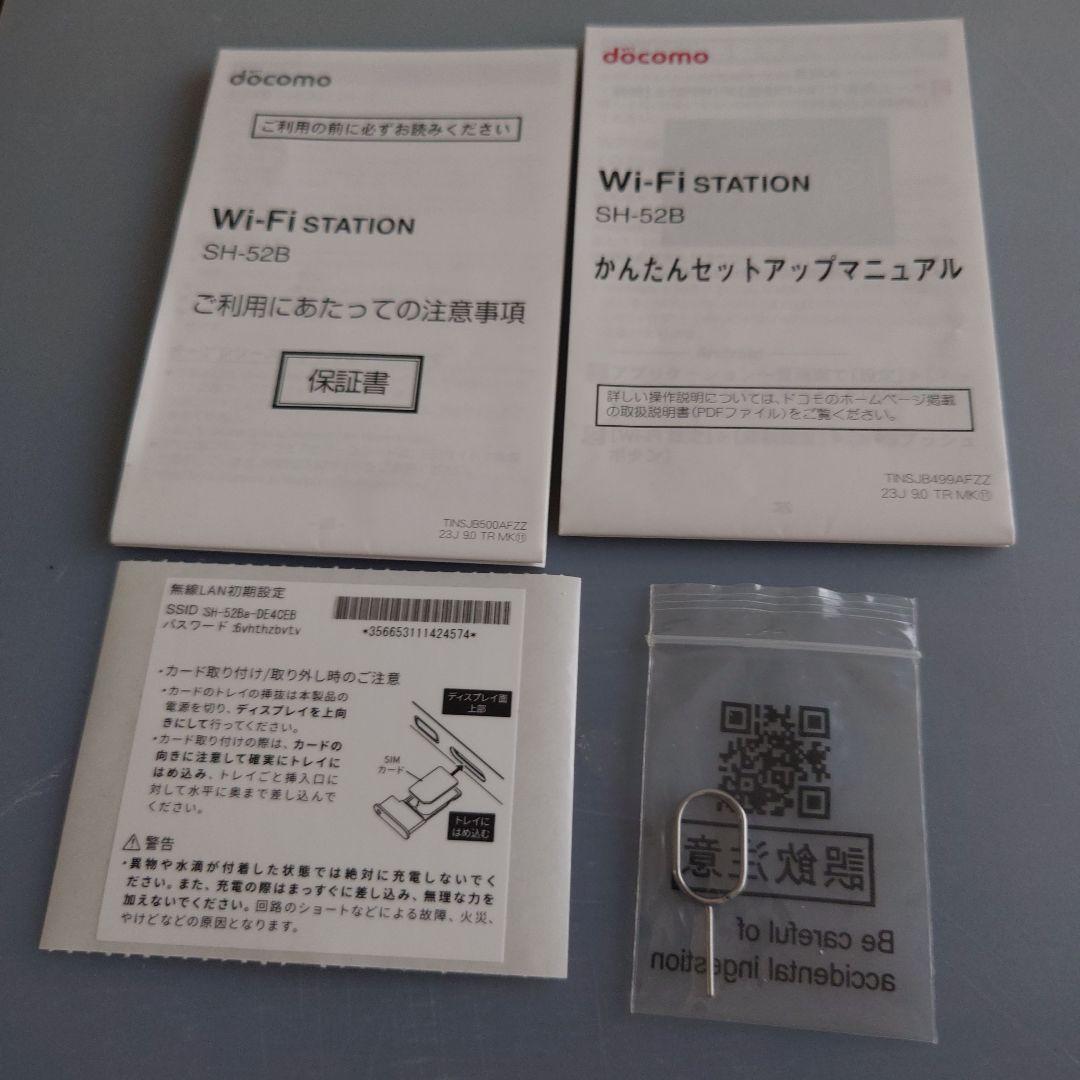 döcomo
ご利用の前に必ずお読みください
Wi-Fi STATION
SH-52B
ご利用にあたっての注意事項
保証書
TINSJB500AFZZ
23J 9.0 TR MK⑪
döcomo
Wi-Fi STATION
SH-52B
かんたんセットアップマニュアル
詳しい操作説明については、ドコモのホームページ掲載
の取扱説明書(PDFファイル)をご覧ください。
TINSJB499AFZZ
23J 9.0 TR MK⑪
無線LAN初期設定
SSID:SH-52Ba-DE4CEB
パスワード:6vhthzbvtv
*356653111424574*
・カード取り付け/取り外し時のご注意
・カードのトレイの挿抜は本製品の
電源を切り、ディスプレイを上向
きにして行ってください。
・カード取り付けの際は、カードの
向きに注意して確実にトレイに
はめ込み、トレイごと挿入口に
対して水平に奥まで差し込んで
ください。
ディスプレイ面
上部
SIM
カード
トレイに
はめ込む
警告
・異物や水滴が付着した状態では絶対に充電しないでく
ださい。また、充電の際はまっすぐに差し込み、無理な力を
加えないでください。回路のショートなどによる故障、火災、
やけどなどの原因となります。
誤飲注意
Be careful of
accidental ingestion